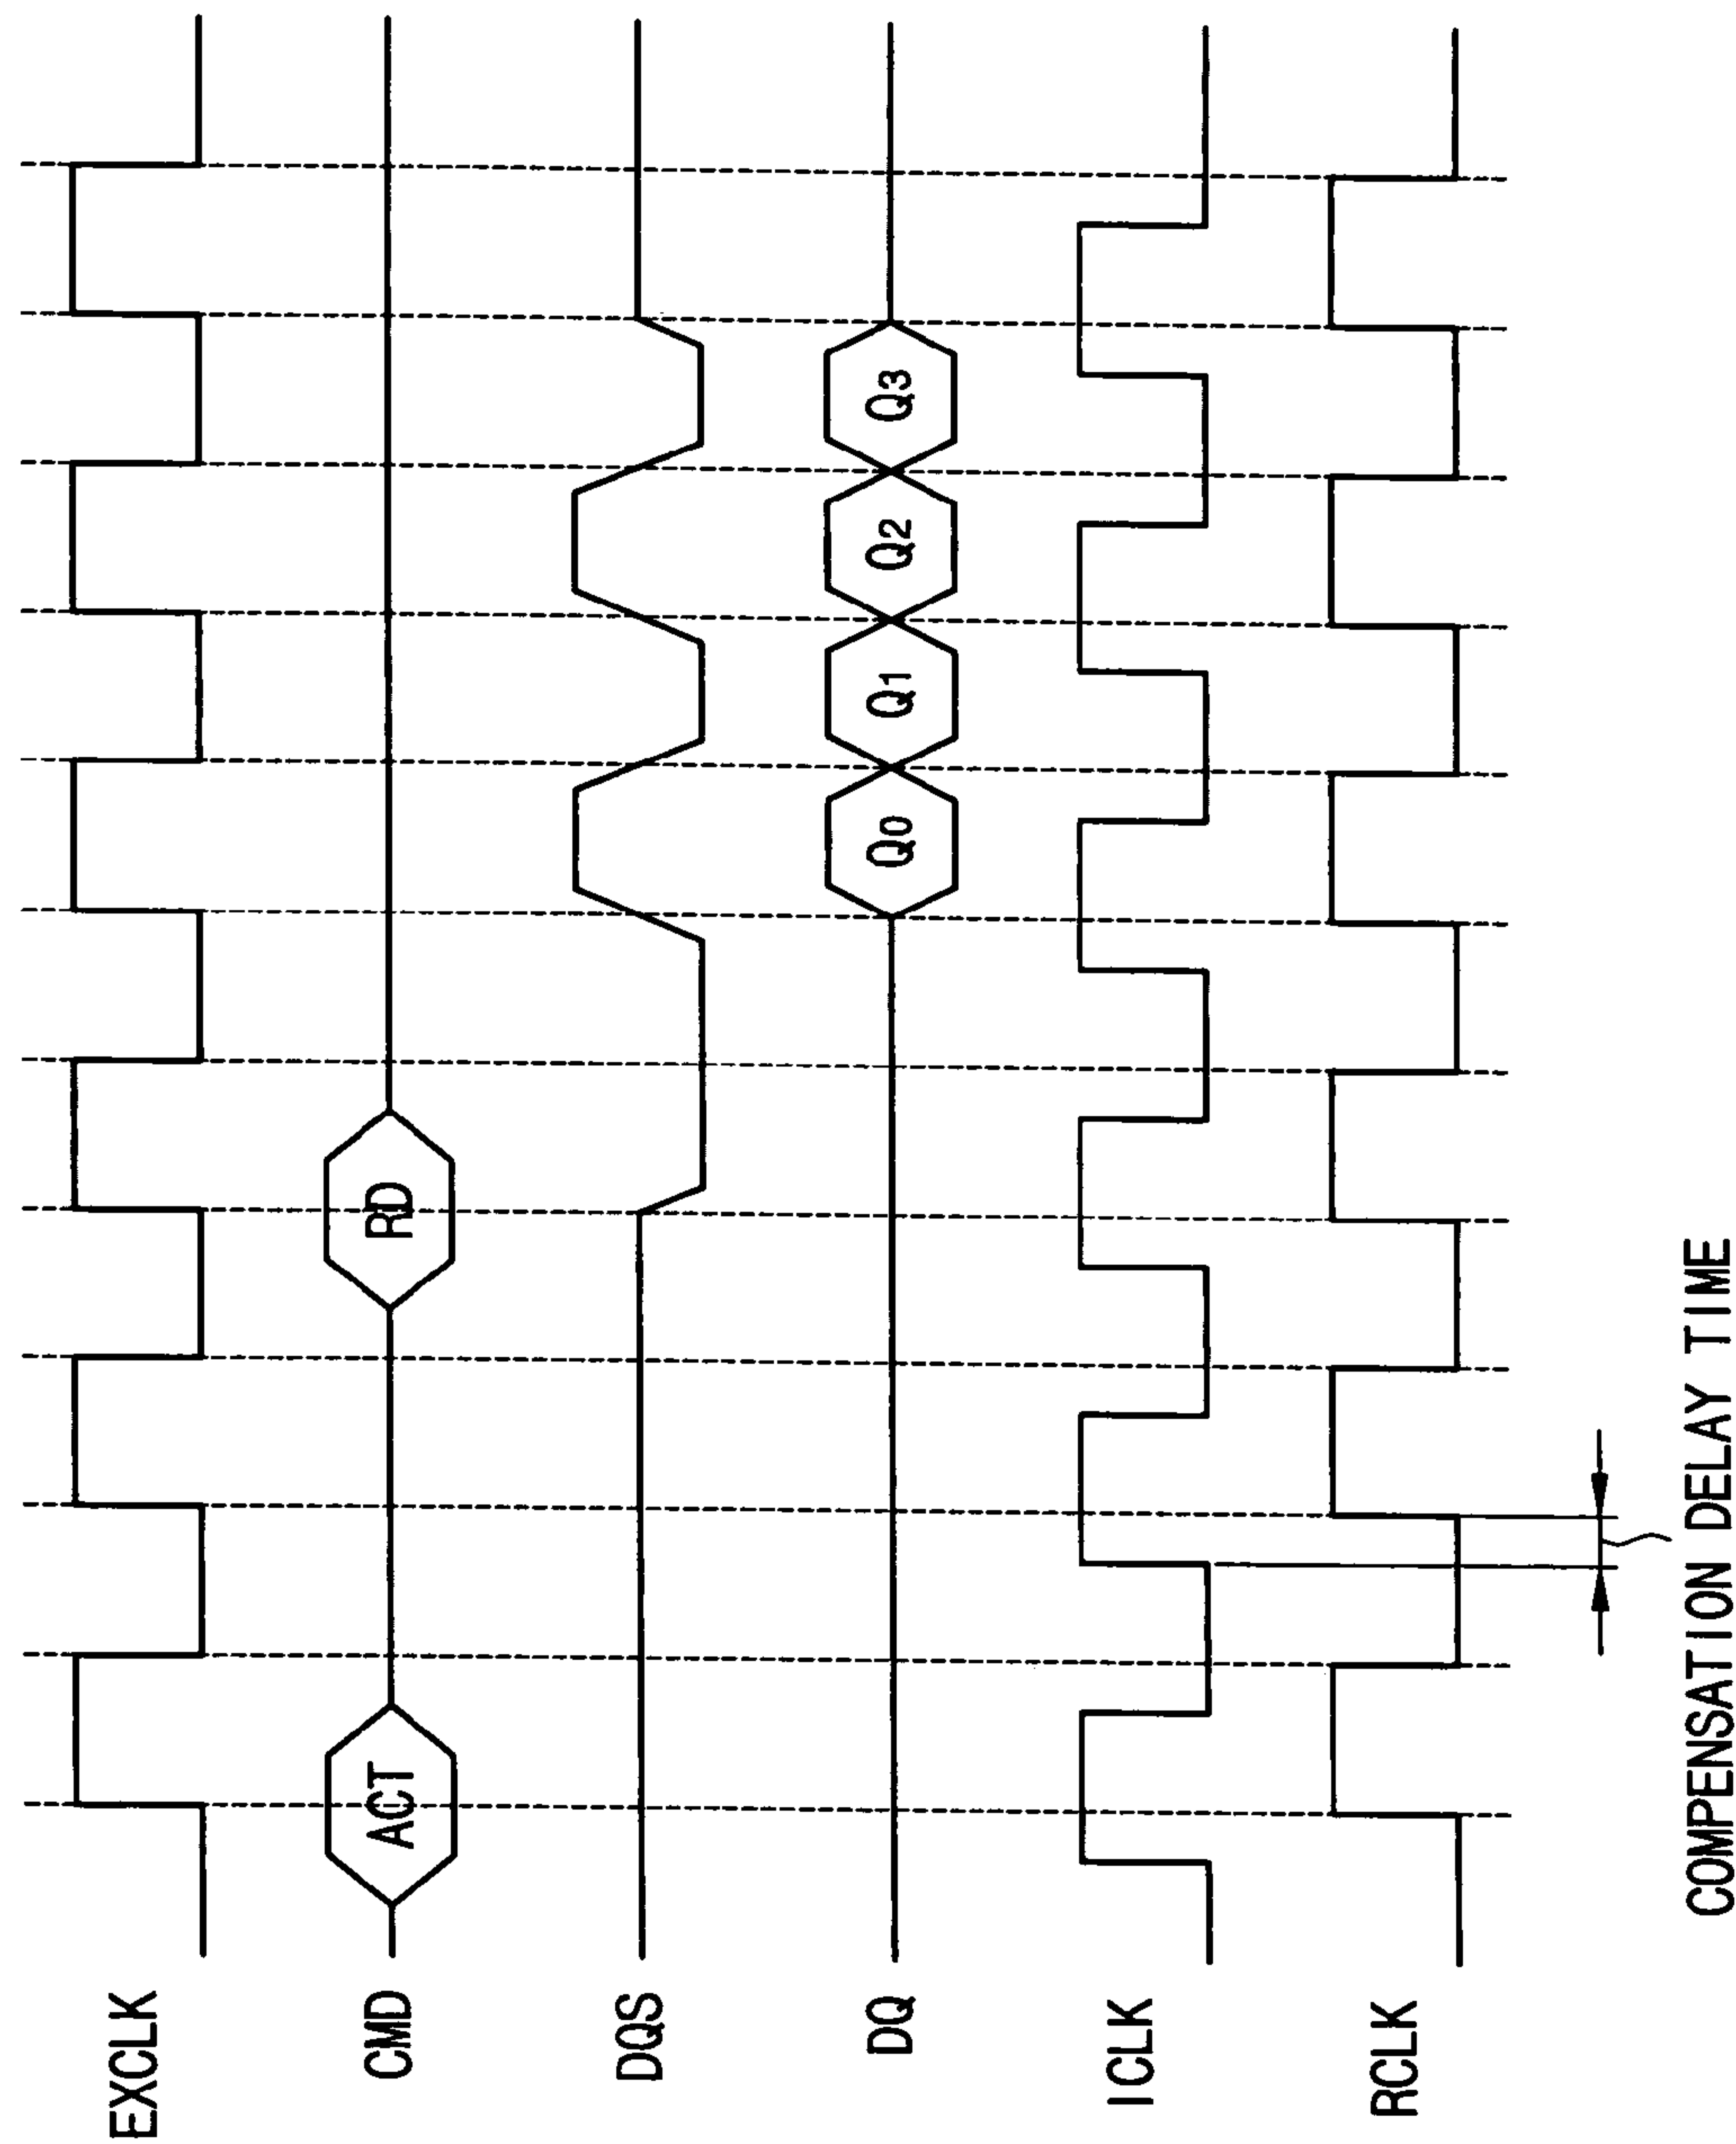 EXCLK
CMD ACT RD
DQS
DQ Q0 Q1 Q2 Q3
ICLK
RCLK
COMPENSATION DELAY TIME